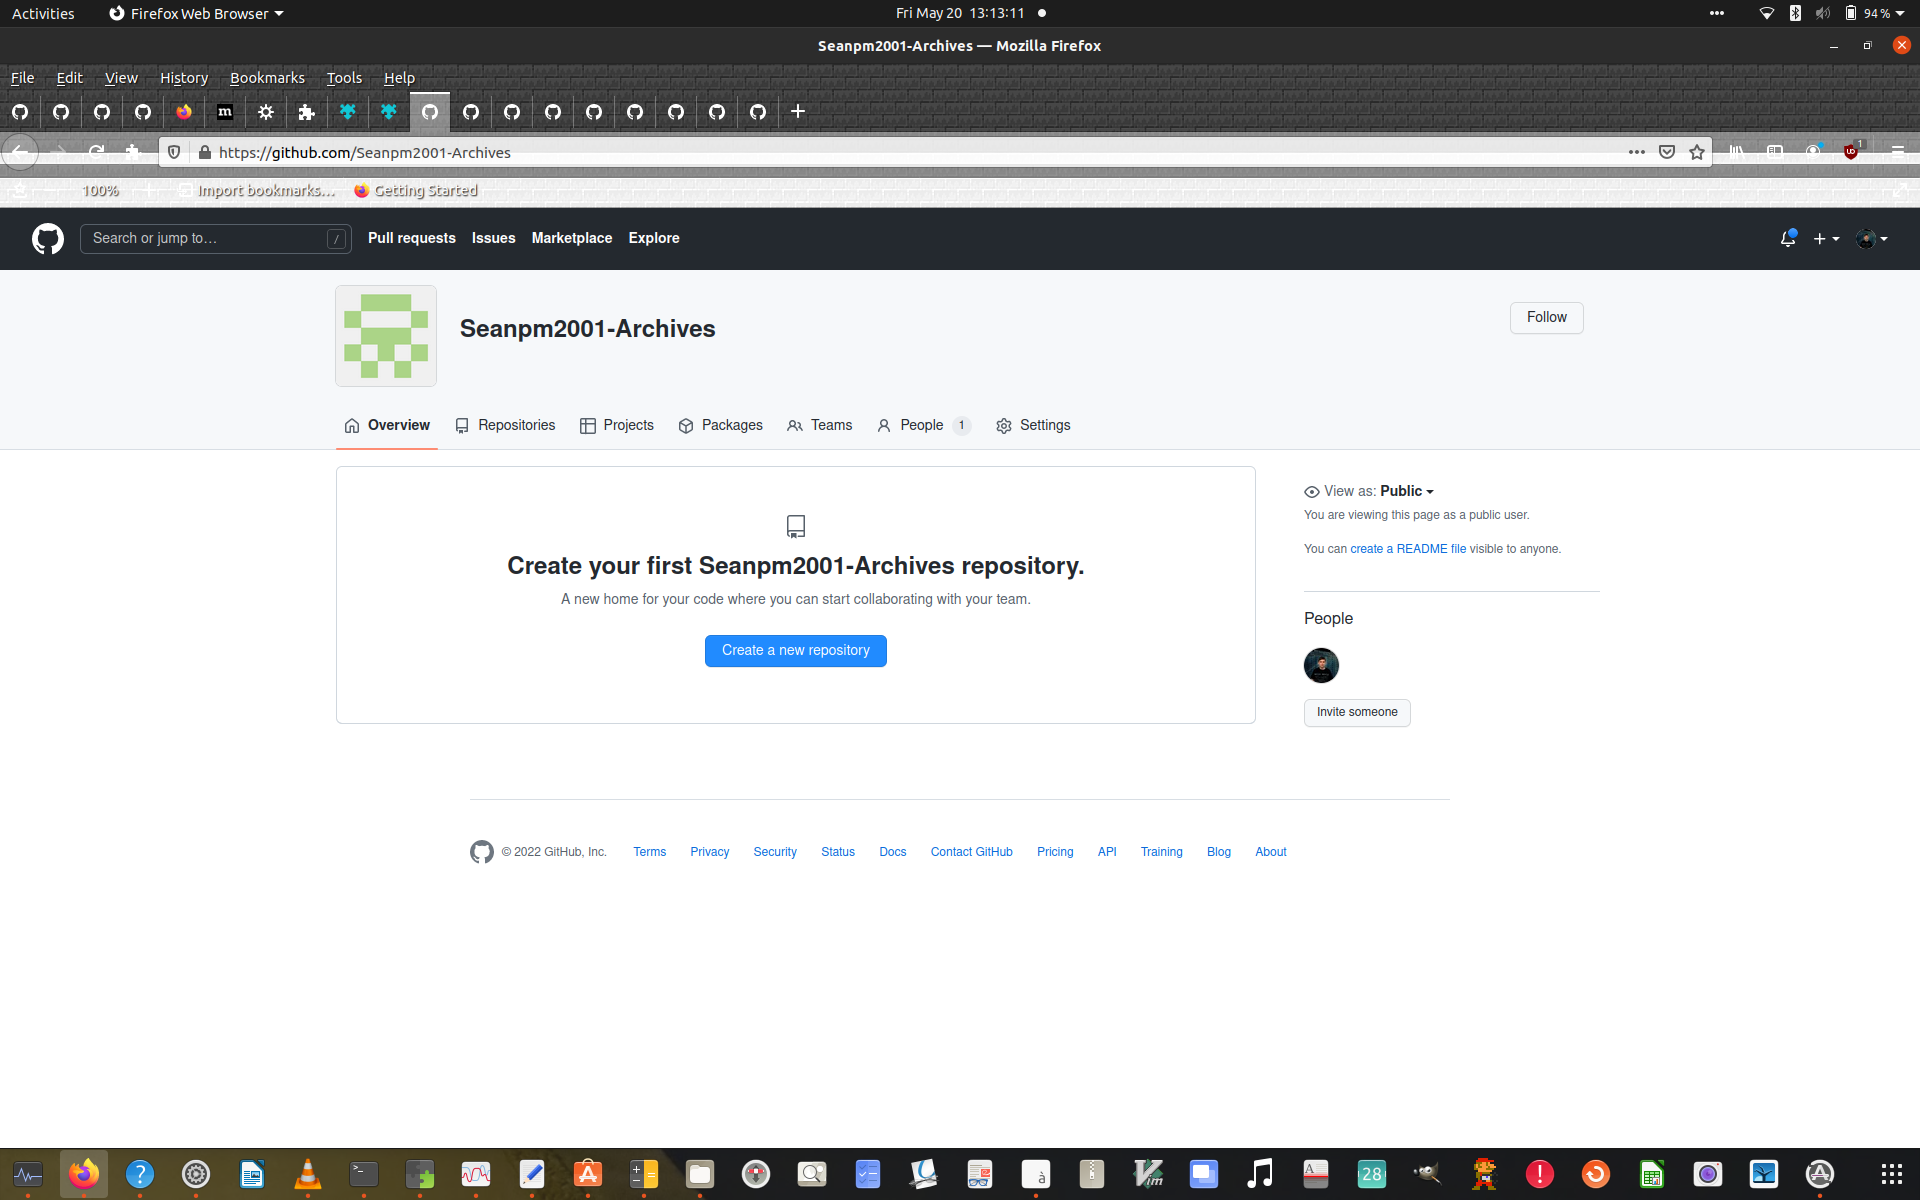 Activities Firefox Web Browser Fri May 20 13:13:11 94 %
Seanpm2001-Archives — Mozilla Firefox
File Edit View History Bookmarks Tools Help
m
https://github.com/Seanpm2001-Archives 1
100% Import bookmarks... Getting Started
Search or jump to… / Pull requests Issues Marketplace Explore
Seanpm2001-Archives
Follow
Overview Repositories Projects Packages Teams People 1 Settings
View as: Public
You are viewing this page as a public user.
You can create a README file visible to anyone.
Create your first Seanpm2001-Archives repository.
A new home for your code where you can start collaborating with your team.
Create a new repository
People
Invite someone
© 2022 GitHub, Inc. Terms Privacy Security Status Docs Contact GitHub Pricing API Training Blog About
28